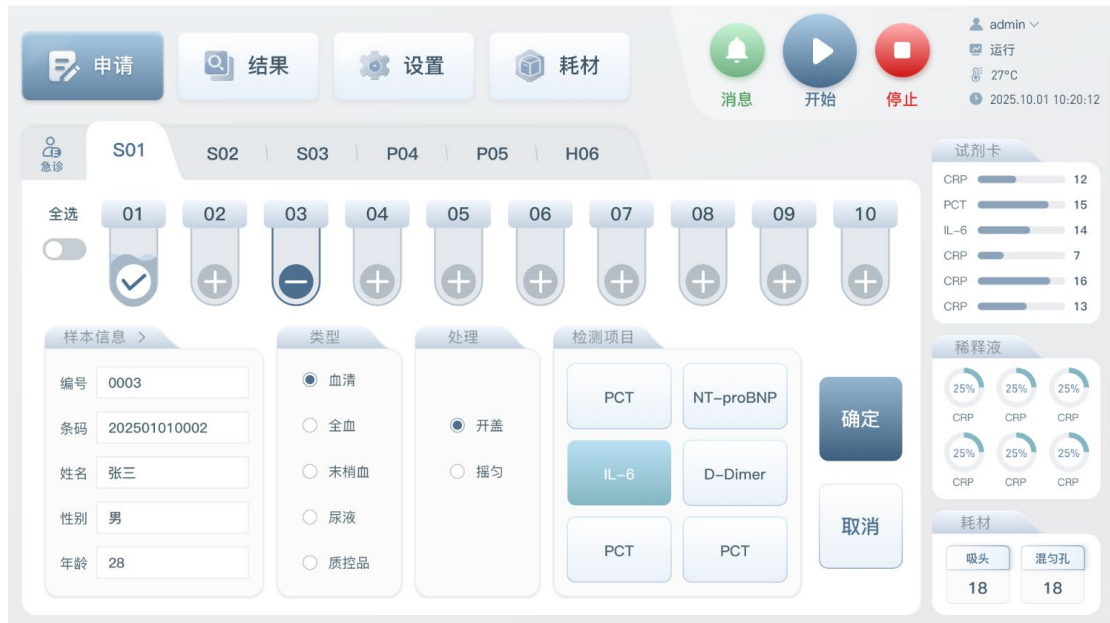 申请
结果
设置
耗材
消息
开始
停止
admin
运行
27°C
2025.10.01 10:20:12
急诊
S01
S02
S03
P04
P05
H06
全选
01
02
03
04
05
06
07
08
09
10
样本信息 >
编号 0003
条码 202501010002
姓名 张三
性别 男
年龄 28
类型
血清
全血
末梢血
尿液
质控品
处理
开盖
摇匀
检测项目
PCT
NT-proBNP
IL-6
D-Dimer
PCT
PCT
确定
取消
试剂卡
CRP 12
PCT 15
IL-6 14
CRP 7
CRP 16
CRP 13
稀释液
25% 25% 25%
CRP CRP CRP
25% 25% 25%
CRP CRP CRP
耗材
吸头 混匀孔
18 18